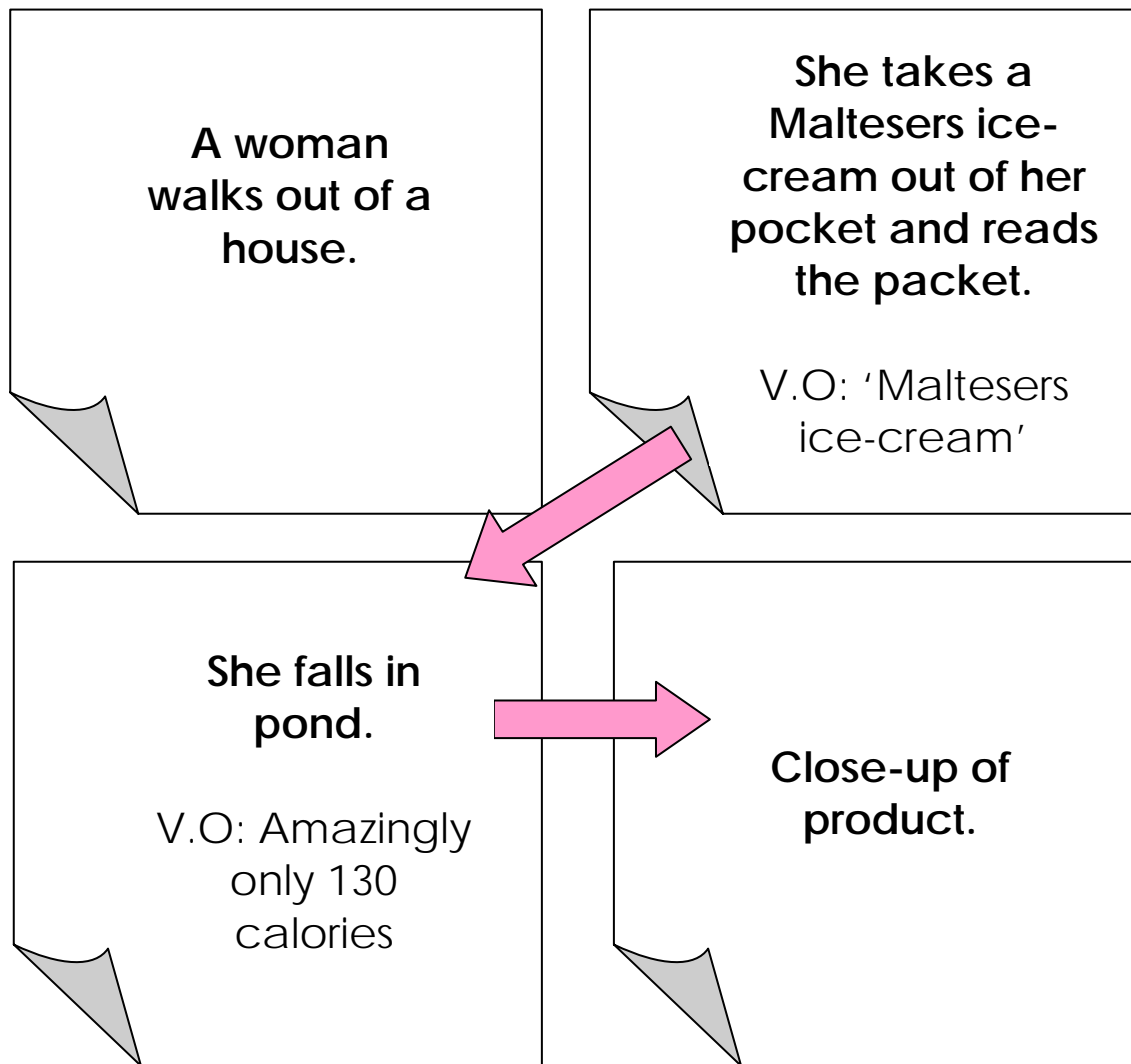 A woman
walks out of a
house.
She takes a
Maltesers ice-
cream out of her
pocket and reads
the packet.
V.O: ‘Maltesers
ice-cream’
She falls in
pond.
V.O: Amazingly
only 130
calories
Close-up of
product.